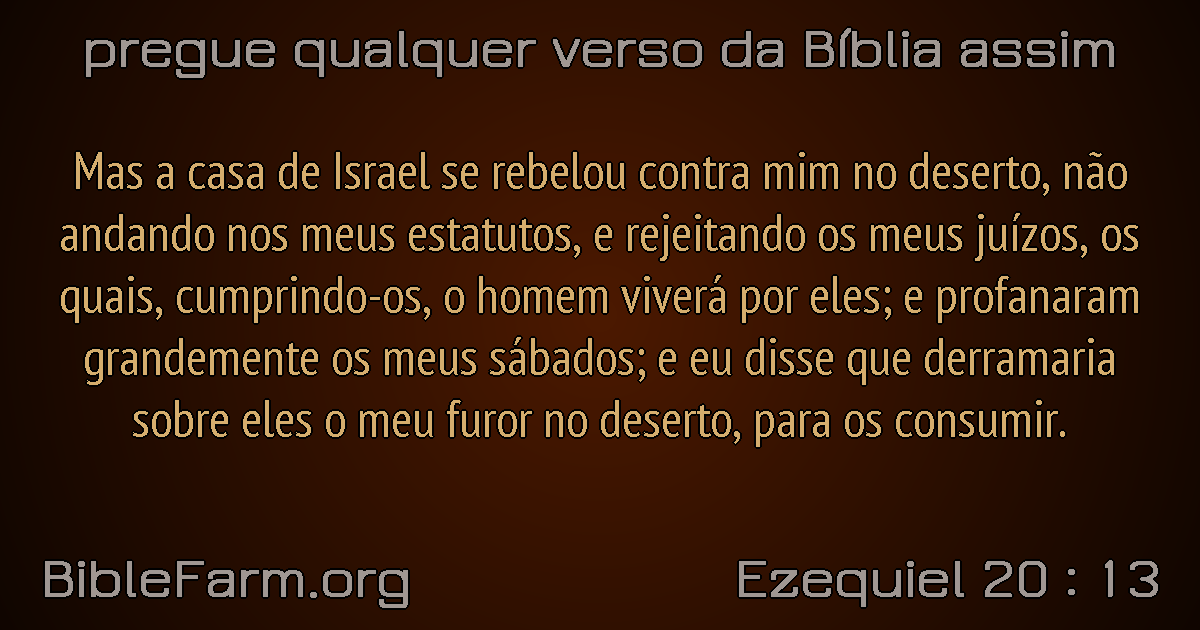 pregue qualquer verso da Bíblia assim
Mas a casa de Israel se rebelou contra mim no deserto, não
andando nos meus estatutos, e rejeitando os meus juízos, os
quais, cumprindo-os, o homem viverá por eles; e profanaram
grandemente os meus sábados; e eu disse que derramaria
sobre eles o meu furor no deserto, para os consumir.
BibleFarm.org
Ezequiel 20 : 13